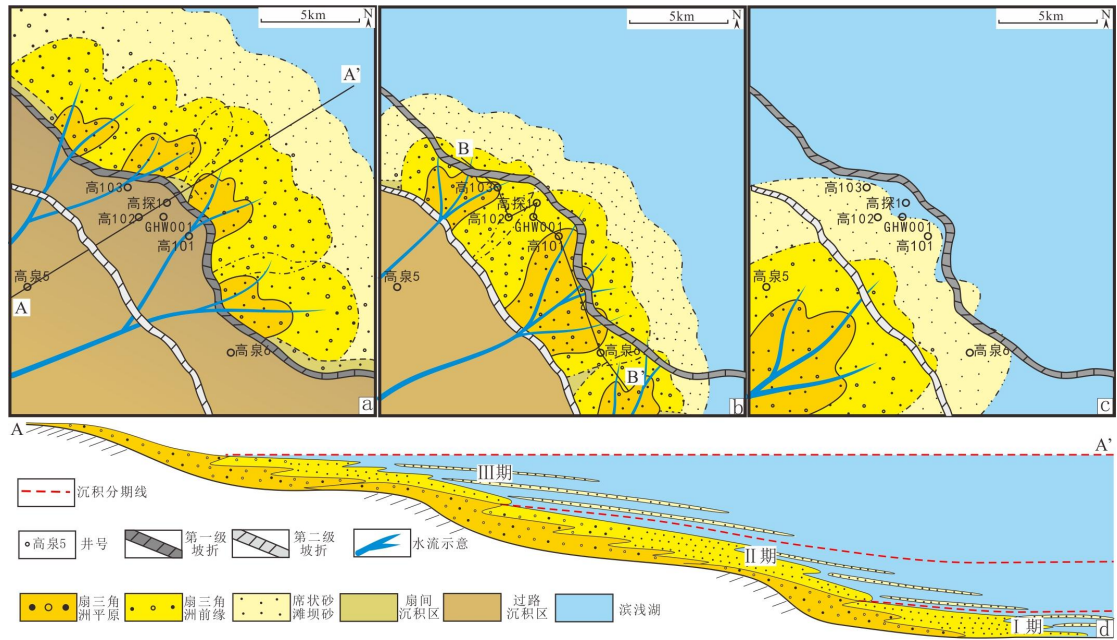 5km
N
A'
高103
高探1
高102
GHW001
高101
高泉5
A
高泉6
a
5km
N
B
高103
高探1
高102
GHW001
高101
高泉5
高泉6
B'
b
5km
N
高103
高探1
高102
GHW001
高101
高泉5
高泉6
c
A
A'
III期
II期
I期
d
沉积分期线
高泉5
井号
第一级
坡折
第二级
坡折
水流示意
扇三角
洲平原
扇三角
洲前缘
席状砂
滩坝砂
扇间
沉积区
过路
沉积区
滨浅湖